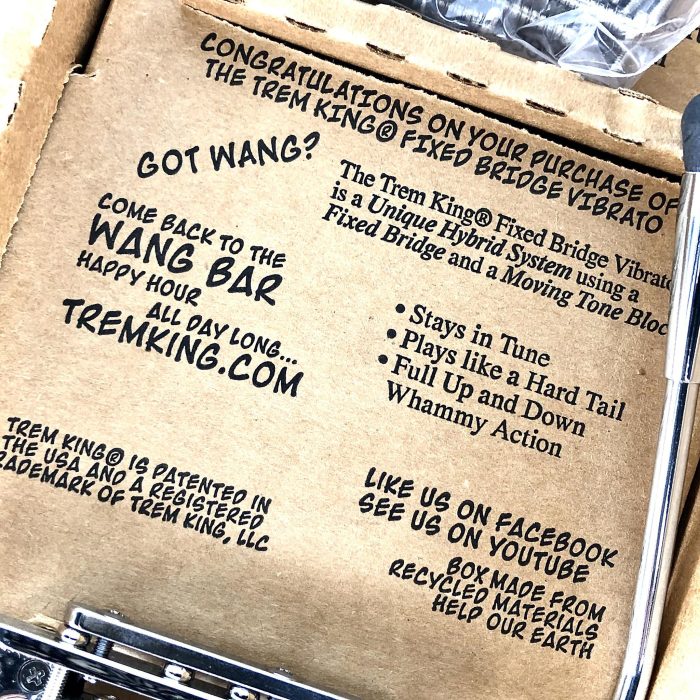 CONGRATULATIONS ON YOUR PURCHASE OF
THE TREM KING® FIXED BRIDGE VIBRATO
GOT WANG?
COME BACK TO THE
WANG BAR
HAPPY HOUR
ALL DAY LONG...
TREMKING.COM
The Trem King® Fixed Bridge Vibrato
is a Unique Hybrid System using a
Fixed Bridge and a Moving Tone Bloc
• Stays in Tune
• Plays like a Hard Tail
• Full Up and Down
Whammy Action
TREM KING® IS PATENTED IN
THE USA AND A REGISTERED
RADEMARK OF TREM KING, LLC
LIKE US ON FACEBOOK
SEE US ON YOUTUBE
BOX MADE FROM
RECYCLED MATERIALS
HELP OUR EARTH